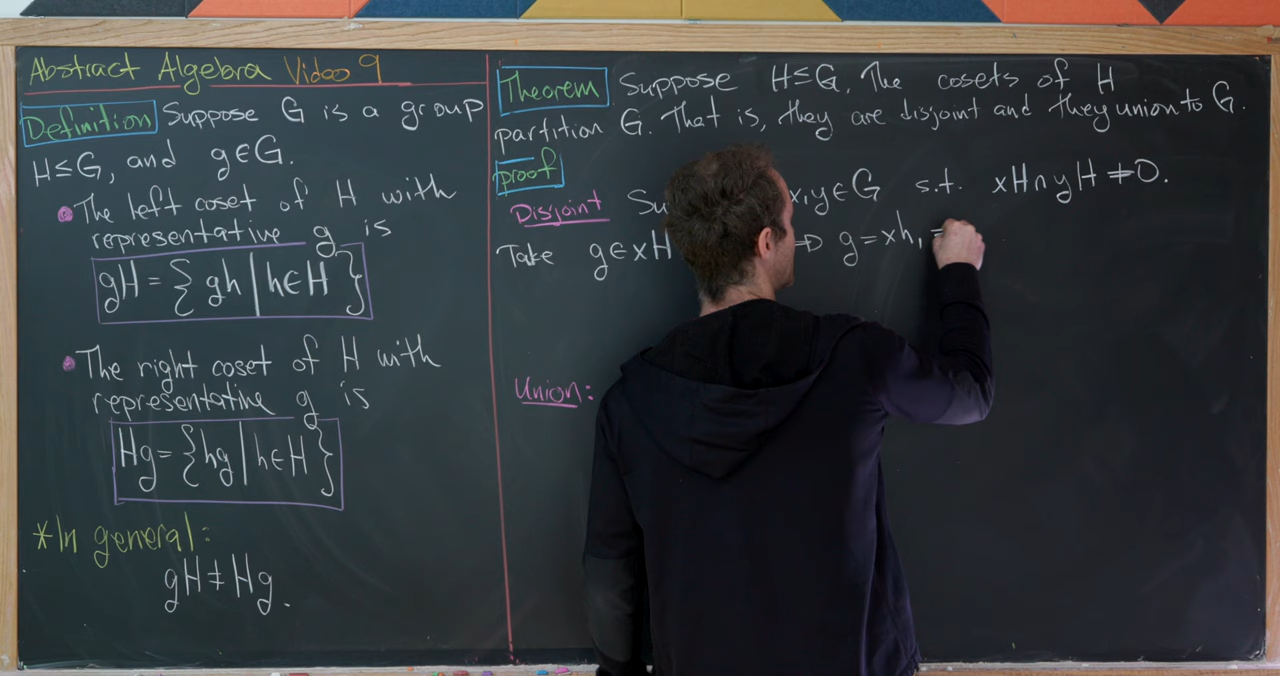 Abstract Algebra Video 9
Definition Suppose G is a group
H≤G, and g∈G.
• The left coset of H with
representative g is
gH = { gh | h∈H }
• The right coset of H with
representative g is
Hg = { hg | h∈H }
*In general:
gH ≠ Hg.
Theorem Suppose H≤G. The cosets of H
partition G. That is, they are disjoint and they union to G.
proof
Disjoint Su x,y∈G s.t. xH∩yH ≠ O.
Take g∈xH ⇒ g=xh₁ =
Union: